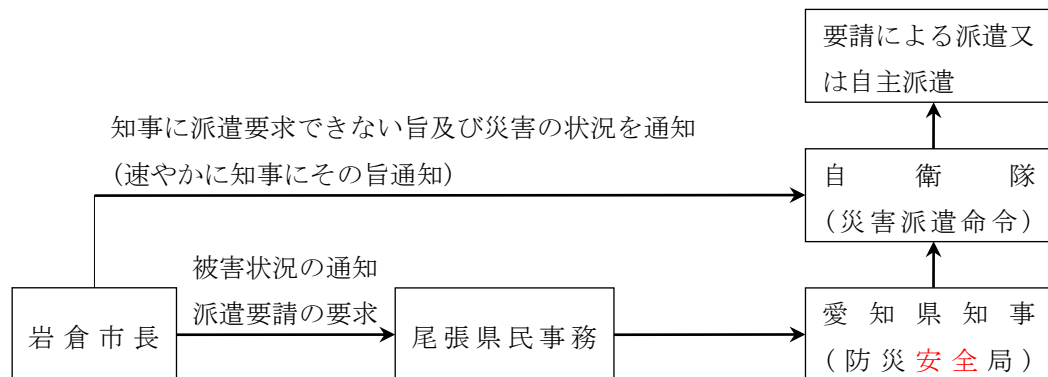 要請による派遣又
は自主派遣
知事に派遣要求できない旨及び災害の状況を通知
(速やかに知事にその旨通知)
自衛隊
(災害派遣命令)
被害状況の通知
派遣要請の要求
岩倉市長
尾張県民事務
愛知県知事
(防災安全局)